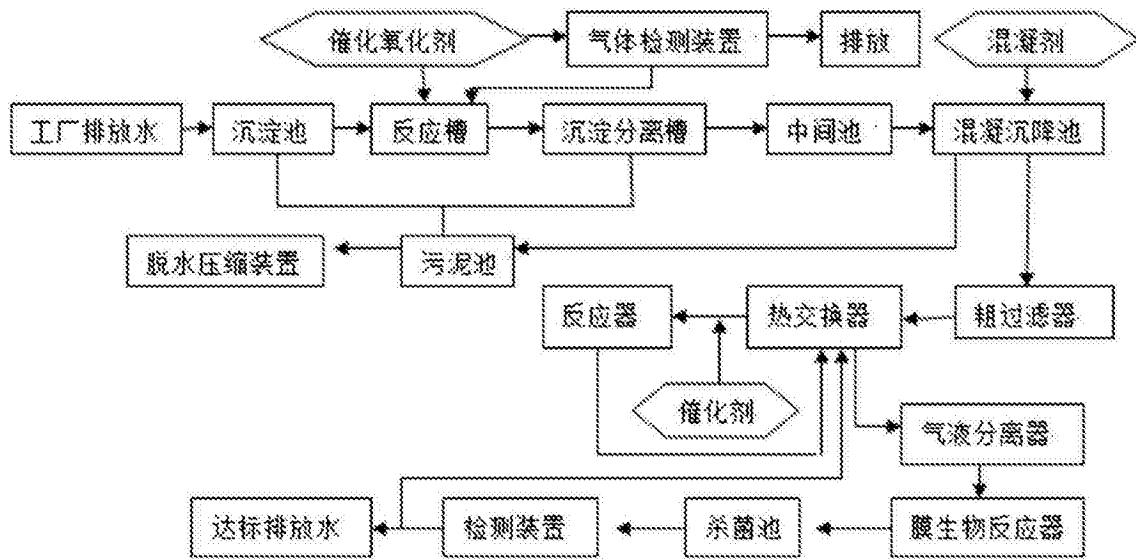 催化氧化剂
气体检测装置
排放
混凝剂
工厂排放水
沉淀池
反应槽
沉淀分离槽
中间池
混凝沉降池
脱水压缩装置
污泥池
反应器
热交换器
粗过滤器
催化剂
气液分离器
达标排放水
检测装置
杀菌池
膜生物反应器